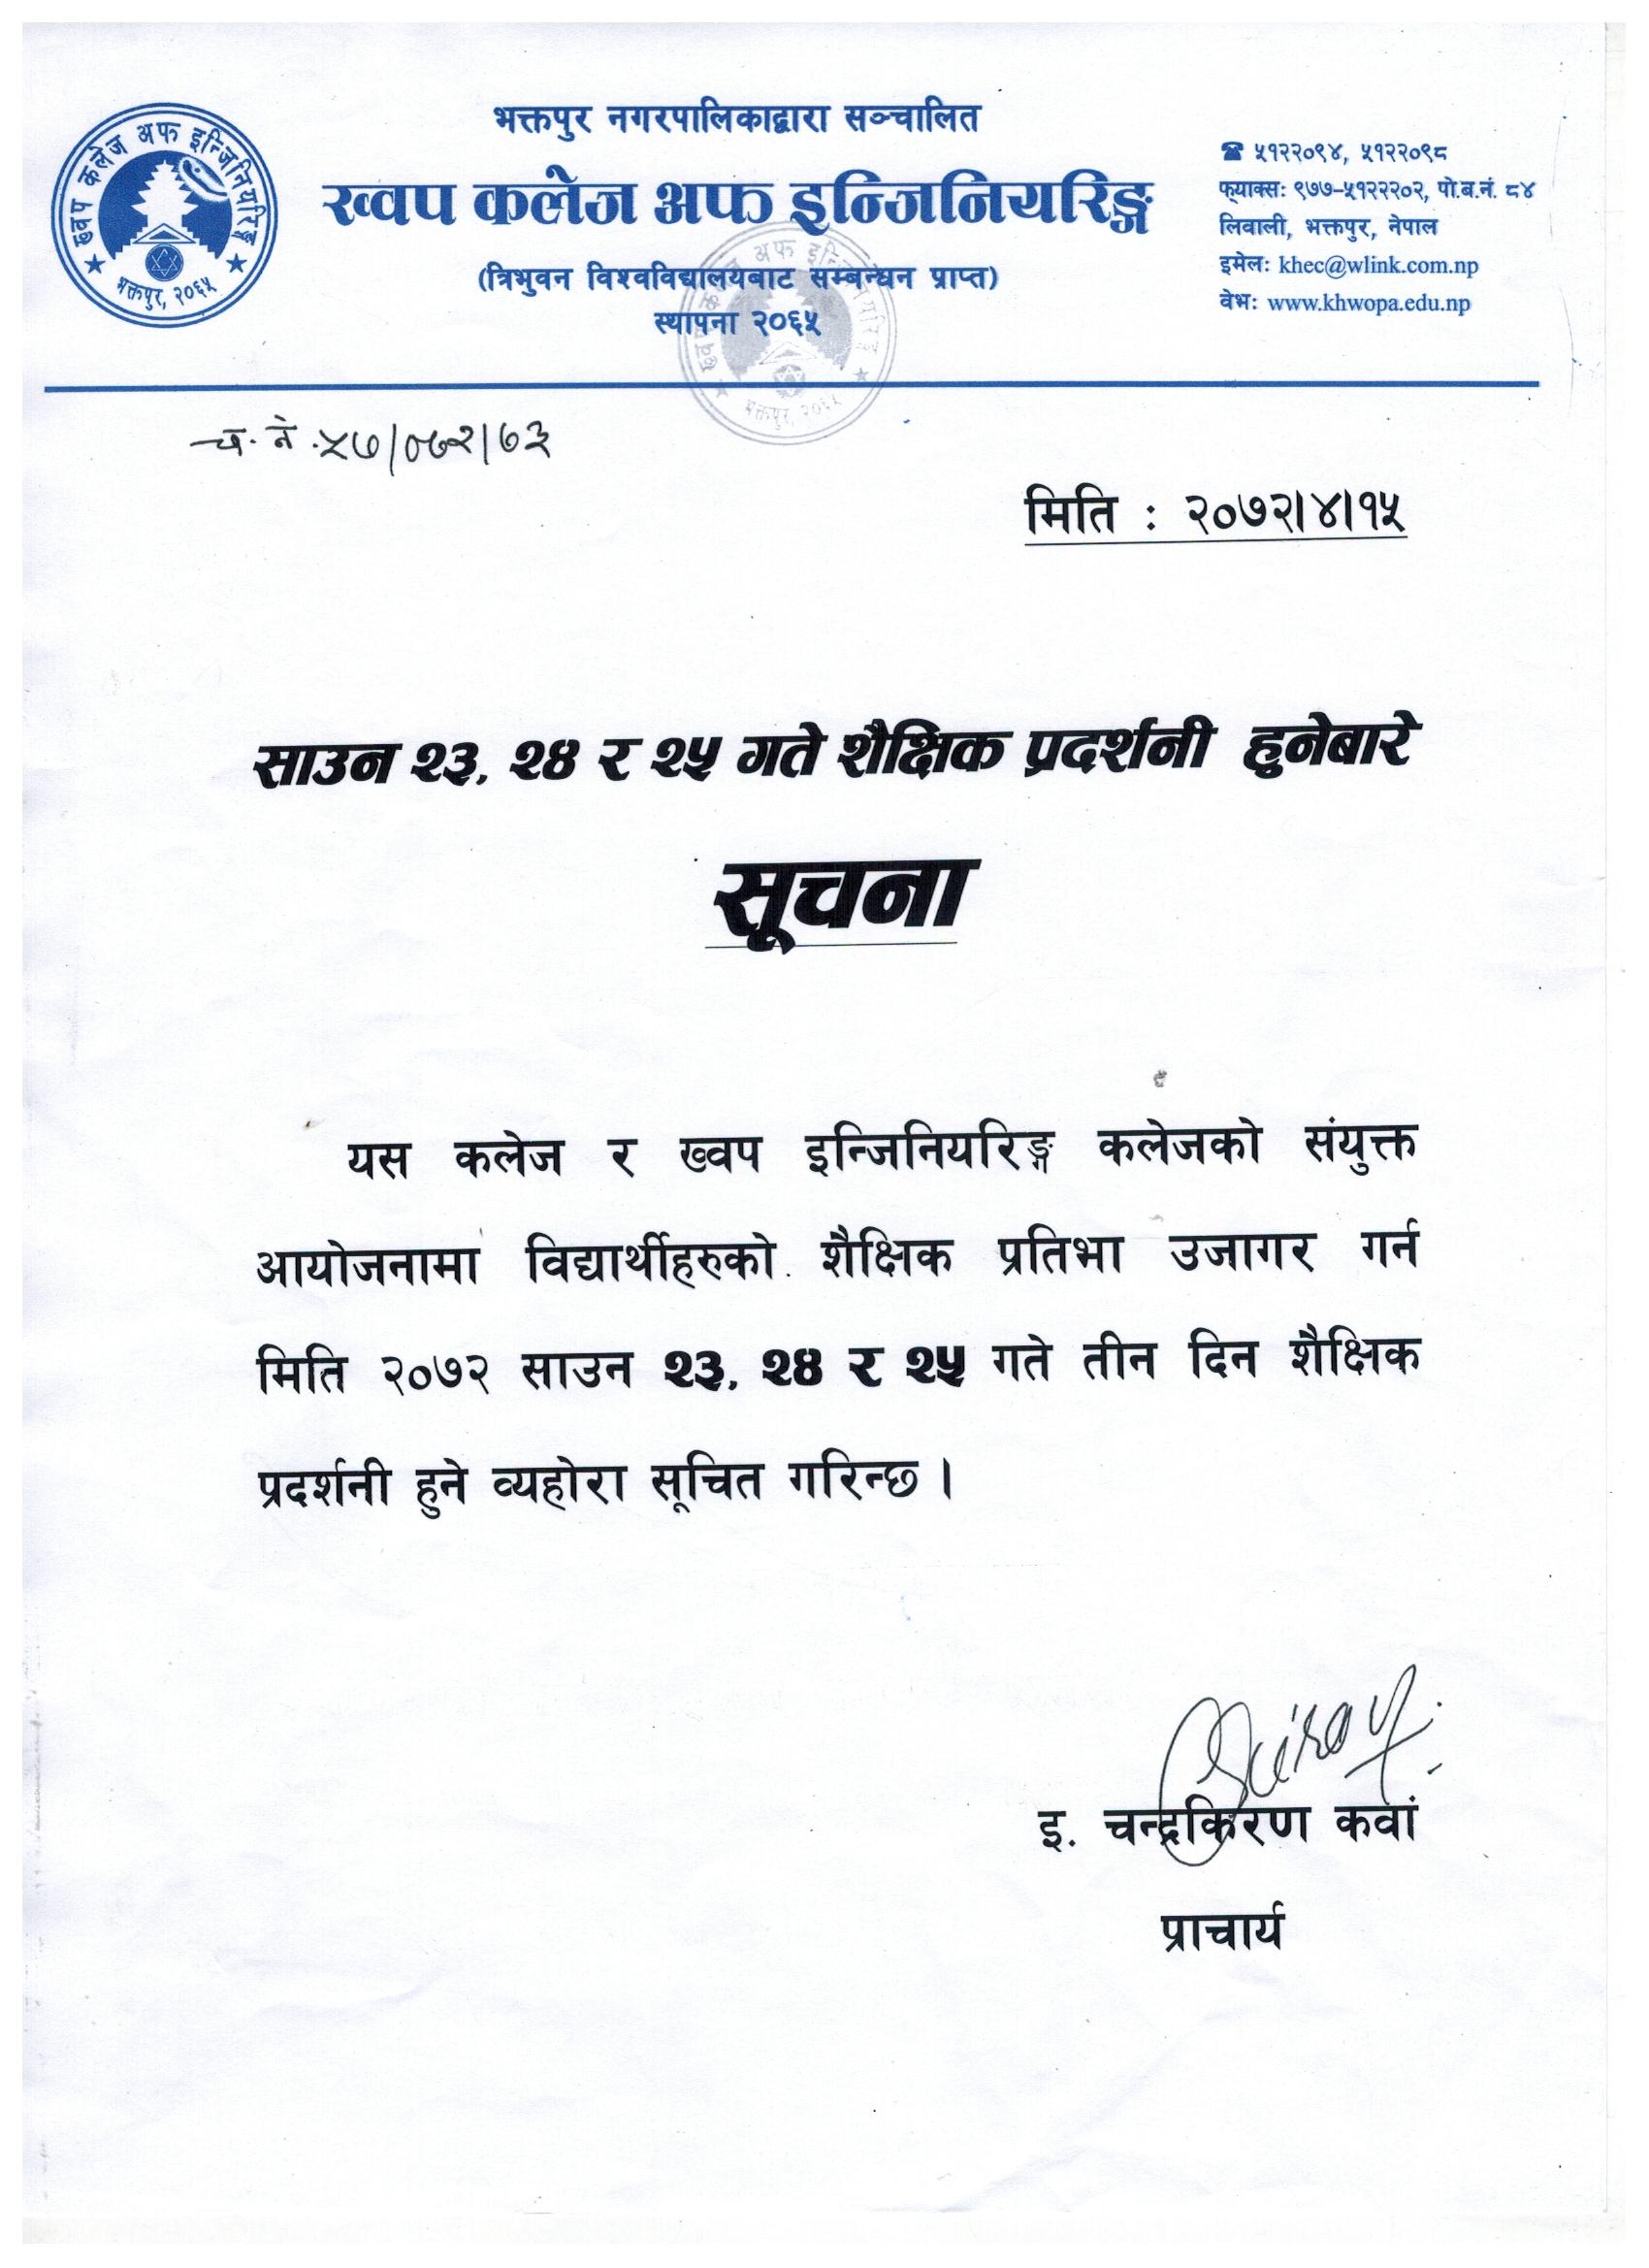 ख्वप कलेज अफ इन्जिनियरिङ्ग
भक्तपुर, २०६५
भक्तपुर नगरपालिकाद्वारा सञ्चालित
ख्वप कलेज अफ इन्जिनियरिङ्ग
(त्रिभुवन विश्वविद्यालयबाट सम्बन्धन प्राप्त)
स्थापना २०६५
☎ ५१२२०९४, ५१२२०९८
फ्याक्सः ९७७-५१२२२०२, पो.ब.नं. ८४
लिवाली, भक्तपुर, नेपाल
इमेलः khec@wlink.com.np
वेभः www.khwopa.edu.np
च. नं. ५७/०७२/७३
मिति : २०७२।४।१५
साउन २३, २४ र २५ गते शैक्षिक प्रदर्शनी हुनेबारे
सूचना
यस कलेज र ख्वप इन्जिनियरिङ्ग कलेजको संयुक्त
आयोजनामा विद्यार्थीहरुको शैक्षिक प्रतिभा उजागर गर्न
मिति २०७२ साउन २३, २४ र २५ गते तीन दिन शैक्षिक
प्रदर्शनी हुने व्यहोरा सूचित गरिन्छ ।
इ. चन्द्रकिरण कवां
प्राचार्य